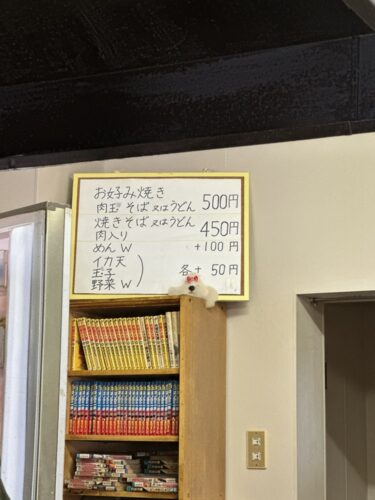 お好み焼き
肉玉 そば 又はうどん 500円
焼きそば 又はうどん
肉入り 450円
めん W +100円
イカ天
玉子 各+ 50円
野菜 W